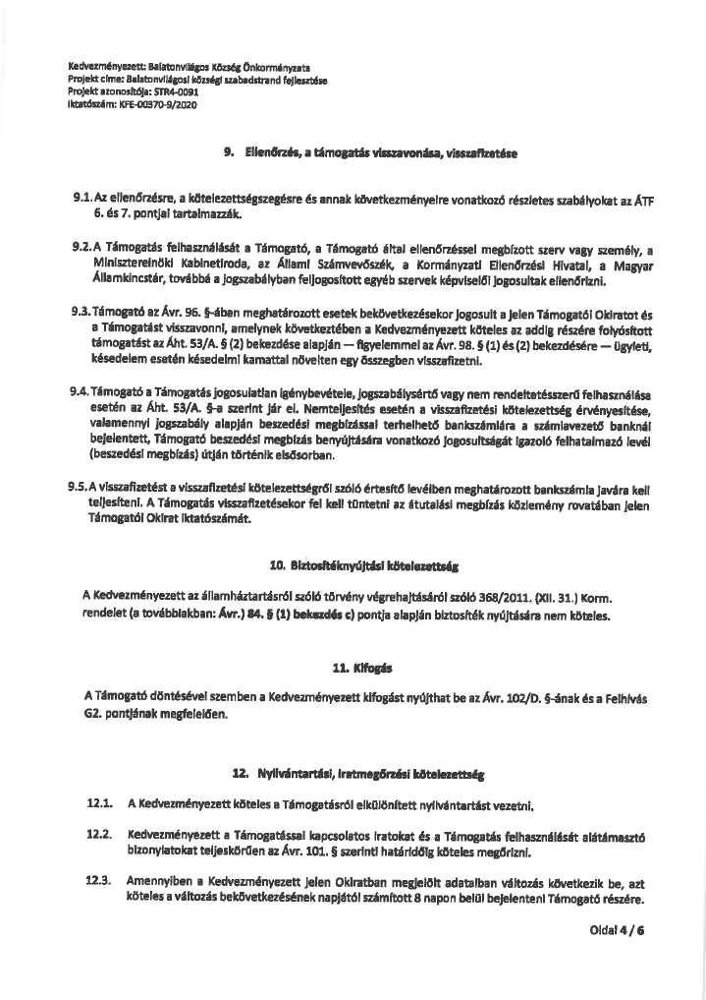 Kedvezményezett: Balatonvilágos Község Önkormányzata
Projekt címe: Balatonvilágosi községi szabadstrand fejlesztése
Projekt azonosítója: STR4-0091
Iktatószám: KFE-00370-9/2020
9. Ellenőrzés, a támogatás visszavonása, visszafizetése
9.1. Az ellenőrzésre, a kötelezettségszegésre és annak következményeire vonatkozó részletes szabályokat az ÁTF
6. és 7. pontjai tartalmazzák.
9.2. A Támogatás felhasználását a Támogató, a Támogató által ellenőrzéssel megbízott szerv vagy személy, a
Miniszterelnöki Kabinetiroda, az Állami Számvevőszék, a Kormányzati Ellenőrzési Hivatal, a Magyar
Államkincstár, továbbá a jogszabályban feljogosított egyéb szervek képviselői jogosultak ellenőrizni.
9.3. Támogató az Ávr. 96. §-ában meghatározott esetek bekövetkezésekor jogosult a jelen Támogatói Okiratot és
a Támogatást visszavonni, amelynek következtében a Kedvezményezett köteles az addig részére folyósított
támogatást az Áht. 53/A. § (2) bekezdése alapján — figyelemmel az Ávr. 98. § (1) és (2) bekezdésére — ügyleti,
késedelem esetén késedelmi kamattal növelten egy összegben visszafizetni.
9.4. Támogató a Támogatás jogosulatlan igénybevétele, jogszabálysértő vagy nem rendeltetésszerű felhasználása
esetén az Áht. 53/A. §-a szerint jár el. Nemteljesítés esetén a visszafizetési kötelezettség érvényesítése,
valamennyi jogszabály alapján beszedési megbízással terhelhető bankszámlára a számlavezető banknál
bejelentett, Támogató beszedési megbízás benyújtására vonatkozó jogosultságát igazoló felhatalmazó levél
(beszedési megbízás) útján történik elsősorban.
9.5. A visszafizetést a visszafizetési kötelezettségről szóló értesítő levélben meghatározott bankszámla javára kell
teljesíteni. A Támogatás visszafizetésekor fel kell tüntetni az átutalási megbízás közlemény rovatában jelen
Támogatói Okirat iktatószámát.
10. Biztosítéknyújtási kötelezettség
A Kedvezményezett az államháztartásról szóló törvény végrehajtásáról szóló 368/2011. (XII. 31.) Korm.
rendelet (a továbbiakban: Ávr.) 84. § (1) bekezdés c) pontja alapján biztosíték nyújtására nem köteles.
11. Kifogás
A Támogató döntésével szemben a Kedvezményezett kifogást nyújthat be az Ávr. 102/D. §-ának és a Felhívás
G2. pontjának megfelelően.
12. Nyilvántartási, iratmegőrzési kötelezettség
12.1. A Kedvezményezett köteles a Támogatásról elkülönített nyilvántartást vezetni.
12.2. Kedvezményezett a Támogatással kapcsolatos iratokat és a Támogatás felhasználását alátámasztó
bizonylatokat teljeskörűen az Ávr. 101. § szerinti határidőig köteles megőrizni.
12.3. Amennyiben a Kedvezményezett jelen Okiratban megjelölt adataiban változás következik be, azt
köteles a változás bekövetkezésének napjától számított 8 napon belül bejelenteni Támogató részére.
Oldal 4 / 6